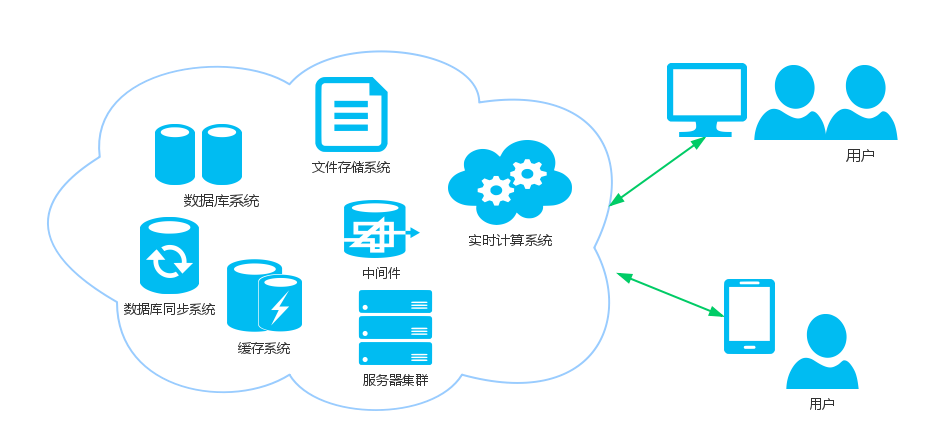 文件存储系统
用户
数据库系统
实时计算系统
中间件
数据库同步系统
缓存系统
服务器集群
用户